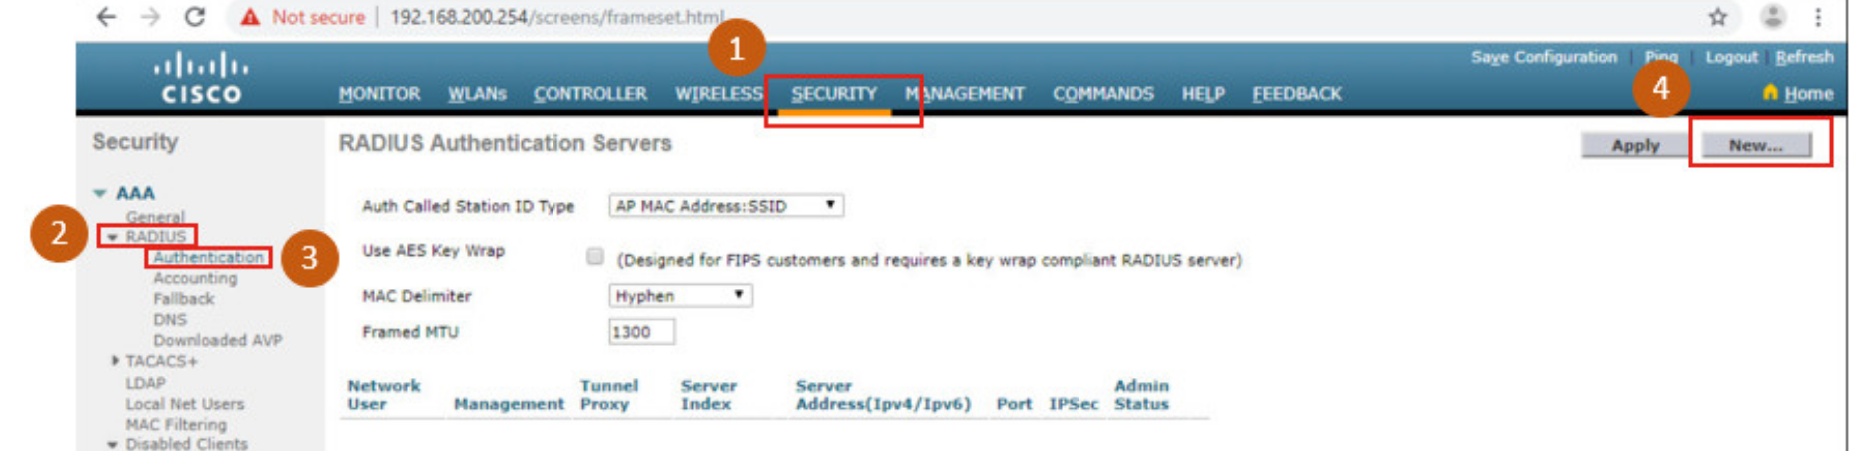 Not secure | 192.168.200.254/screens/frameset.html
1
Save Configuration | Ping | Logout | Refresh
CISCO
MONITOR WLANs CONTROLLER WIRELESS SECURITY MANAGEMENT COMMANDS HELP FEEDBACK
4
Home
Security
RADIUS Authentication Servers
Apply
New...
AAA
General
2
RADIUS
Authentication
3
Accounting
Fallback
DNS
Downloaded AVP
TACACS+
LDAP
Local Net Users
MAC Filtering
Disabled Clients
Auth Called Station ID Type AP MAC Address:SSID
Use AES Key Wrap (Designed for FIPS customers and requires a key wrap compliant RADIUS server)
MAC Delimiter Hyphen
Framed MTU 1300
Network User Management Tunnel Proxy Server Index Server Address(Ipv4/Ipv6) Port IPSec Admin Status